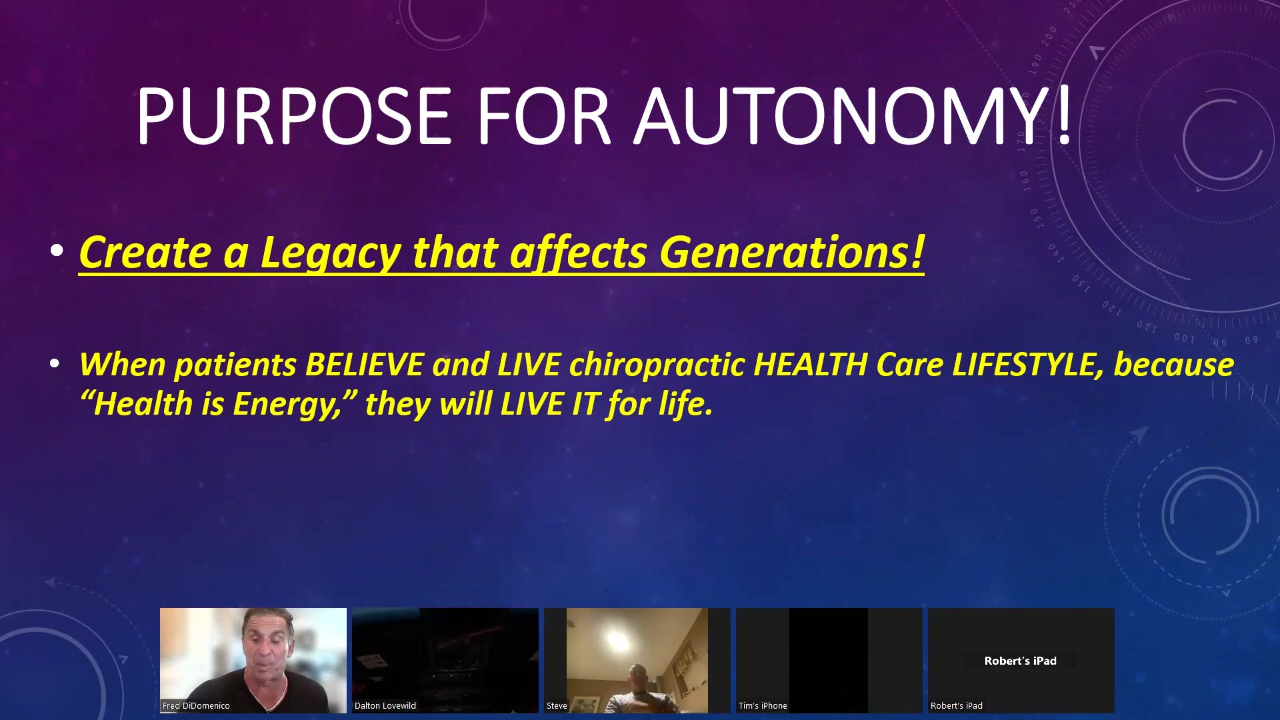 PURPOSE FOR AUTONOMY!
• Create a Legacy that affects Generations!
• When patients BELIEVE and LIVE chiropractic HEALTH Care LIFESTYLE, because
“Health is Energy,” they will LIVE IT for life.
Robert's iPad
Fred DiDomenico
Dalton Lovewild
Steve
Tim's iPhone
Robert's iPad